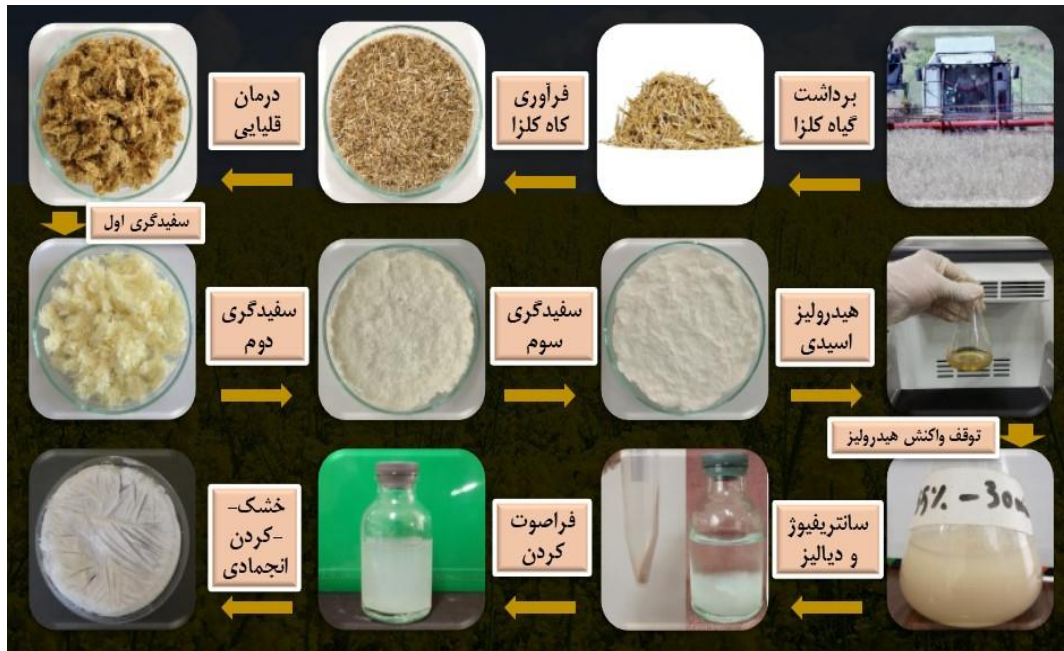 برداشت
گیاه کلزا
فرآوری
کاه کلزا
درمان
قلیایی
سفیدگری اول
سفیدگری
دوم
سفیدگری
سوم
هیدرولیز
اسیدی
توقف واکنش هیدرولیز
سانتریفیوژ
و دیالیز
فراصوت
کردن
خشک-
-کردن
انجمادی